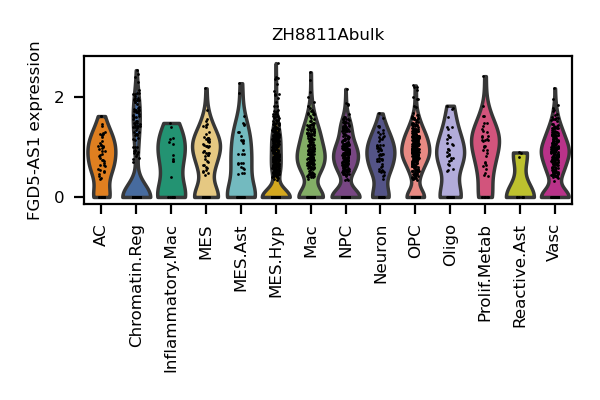 ZH8811Abulk
FGD5-AS1 expression
2
0
AC
Chromatin.Reg
Inflammatory.Mac
MES
MES.Ast
MES.Hyp
Mac
NPC
Neuron
OPC
Oligo
Prolif.Metab
Reactive.Ast
Vasc